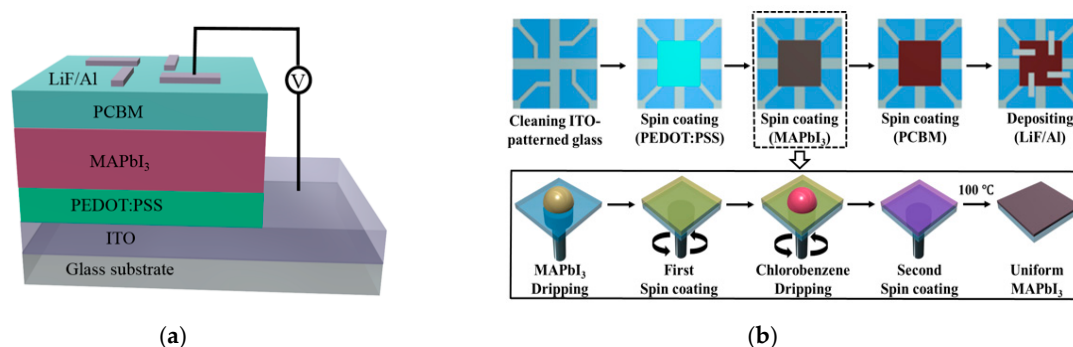 LiF/Al
V
PCBM
MAPbI₃
PEDOT:PSS
ITO
Glass substrate
(a)
b)
Cleaning ITO-
patterned glass
Spin coating
(PEDOT:PSS)
Spin coating
(MAPbI₃)
Spin coating
(PCBM)
Depositing
(LiF/Al)
100 ℃
MAPbI₃
Dripping
First
Spin coating
Chlorobenzene
Dripping
Second
Spin coating
Uniform
MAPbI₃
(b)